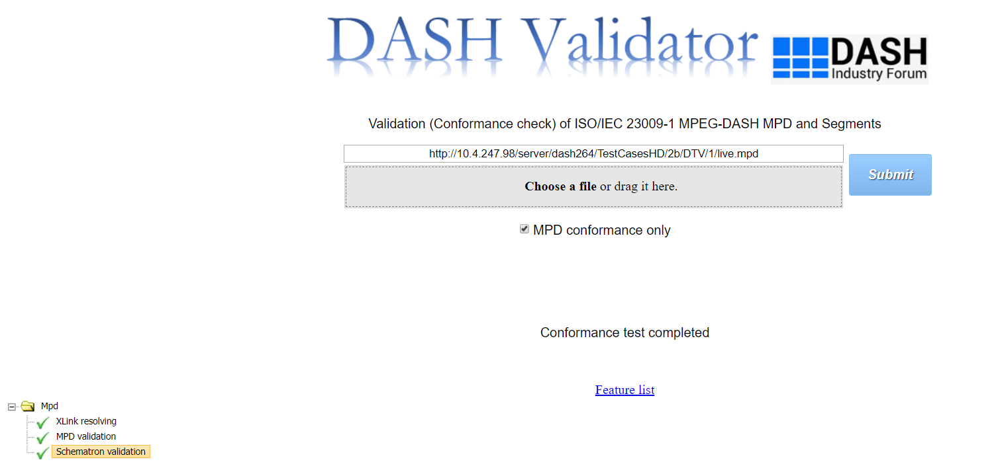 DASH Validator
DASH
Industry Forum
Validation (Conformance check) of ISO/IEC 23009-1 MPEG-DASH MPD and Segments
http://10.4.247.98/server/dash264/TestCasesHD/2b/DTV/1/live.mpd
Submit
Choose a file or drag it here.
MPD conformance only
Conformance test completed
Feature list
Mpd
XLink resolving
MPD validation
Schematron validation